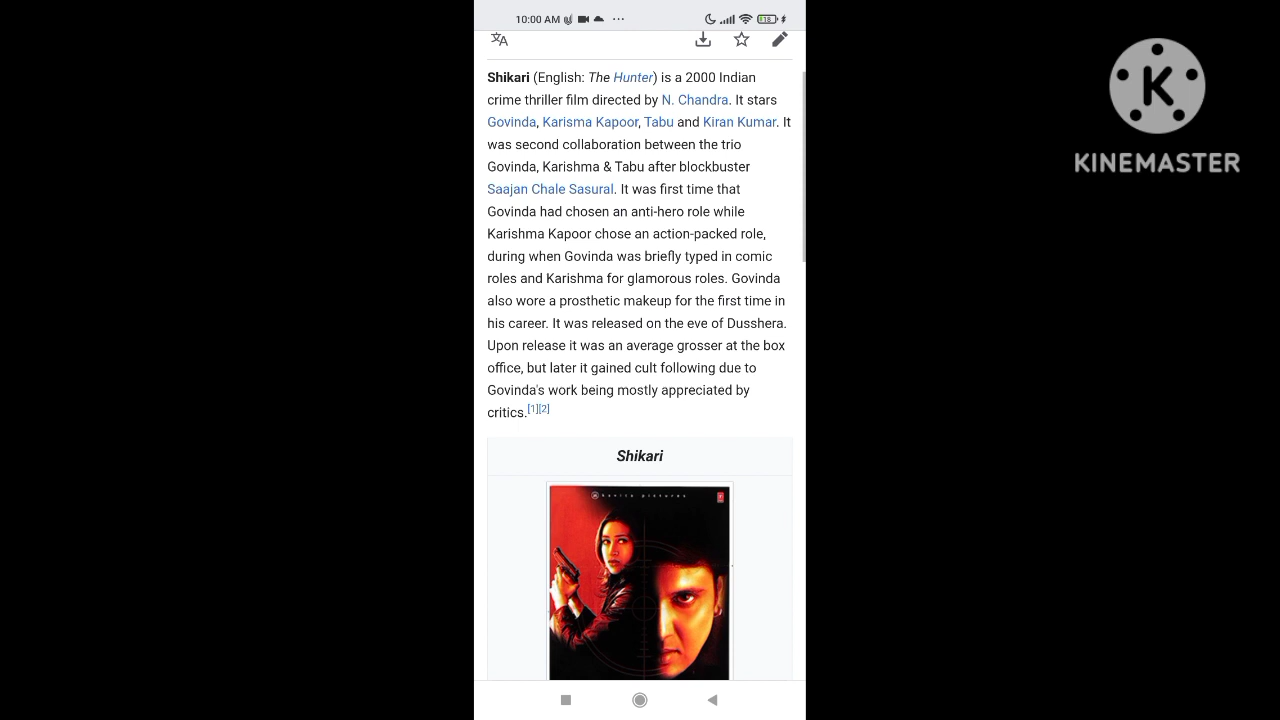 10:00 AM
18
文A
Shikari (English: The Hunter) is a 2000 Indian
crime thriller film directed by N. Chandra. It stars
Govinda, Karisma Kapoor, Tabu and Kiran Kumar. It
was second collaboration between the trio
Govinda, Karishma & Tabu after blockbuster
Saajan Chale Sasural. It was first time that
Govinda had chosen an anti-hero role while
Karishma Kapoor chose an action-packed role,
during when Govinda was briefly typed in comic
roles and Karishma for glamorous roles. Govinda
also wore a prosthetic makeup for the first time in
his career. It was released on the eve of Dusshera.
Upon release it was an average grosser at the box
office, but later it gained cult following due to
Govinda's work being mostly appreciated by
critics.[1][2]
Shikari
pictures
K
KINEMASTER